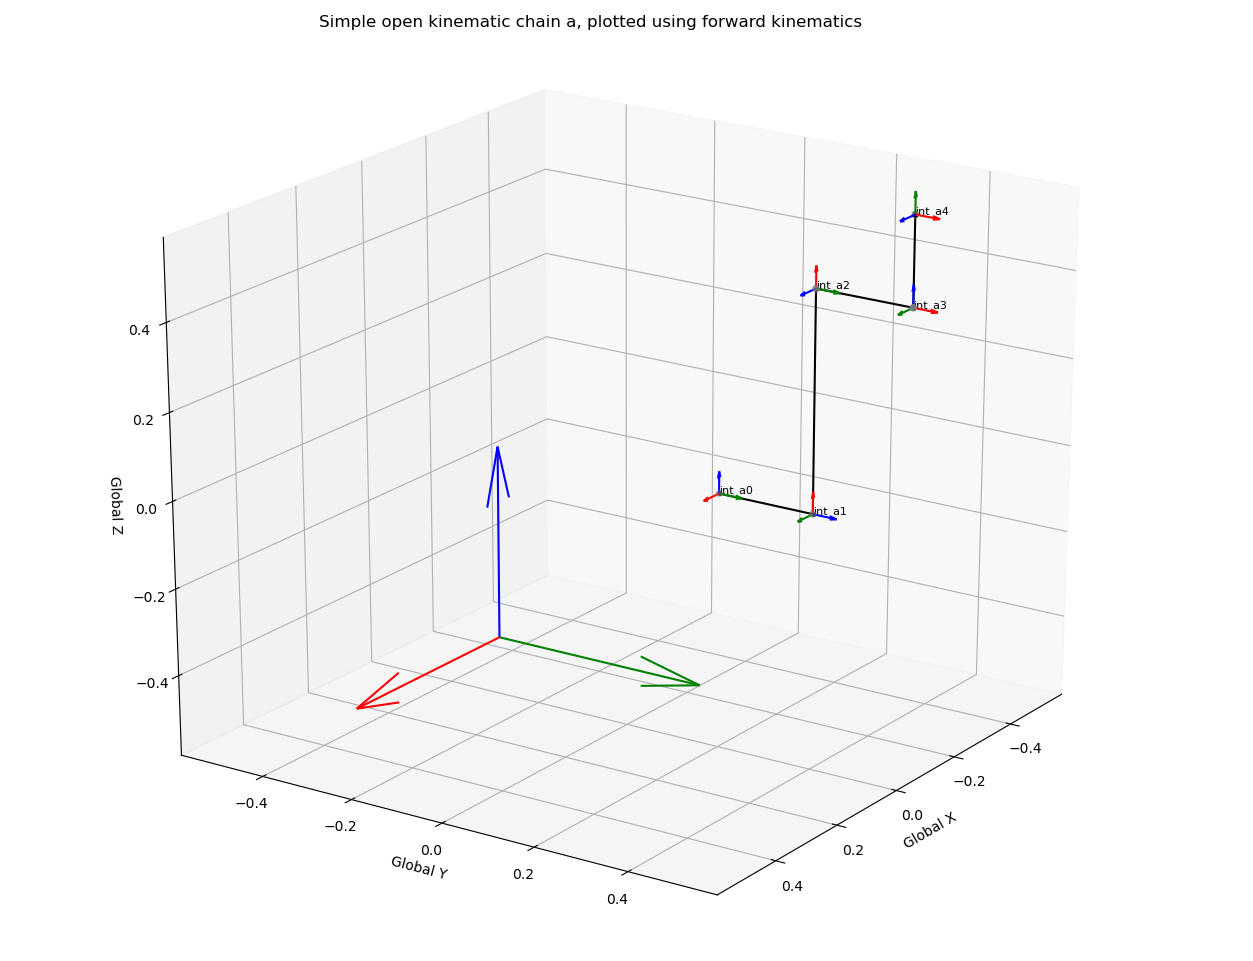 Simple open kinematic chain a, plotted using forward kinematics
int_a4
int_a2
int_a3
int_a0
int_a1
0.4
0.2
0.0
−0.2
−0.4
Global Z
−0.4
−0.2
0.0
0.2
0.4
Global Y
−0.4
−0.2
0.0
0.2
0.4
Global X